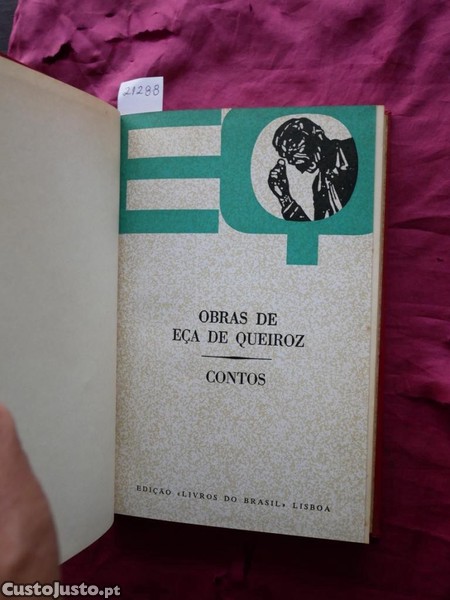 21288
EQ
OBRAS DE
EÇA DE QUEIROZ
CONTOS
EDIÇÃO «LIVROS DO BRASIL» LISBOA
CustoJusto.pt